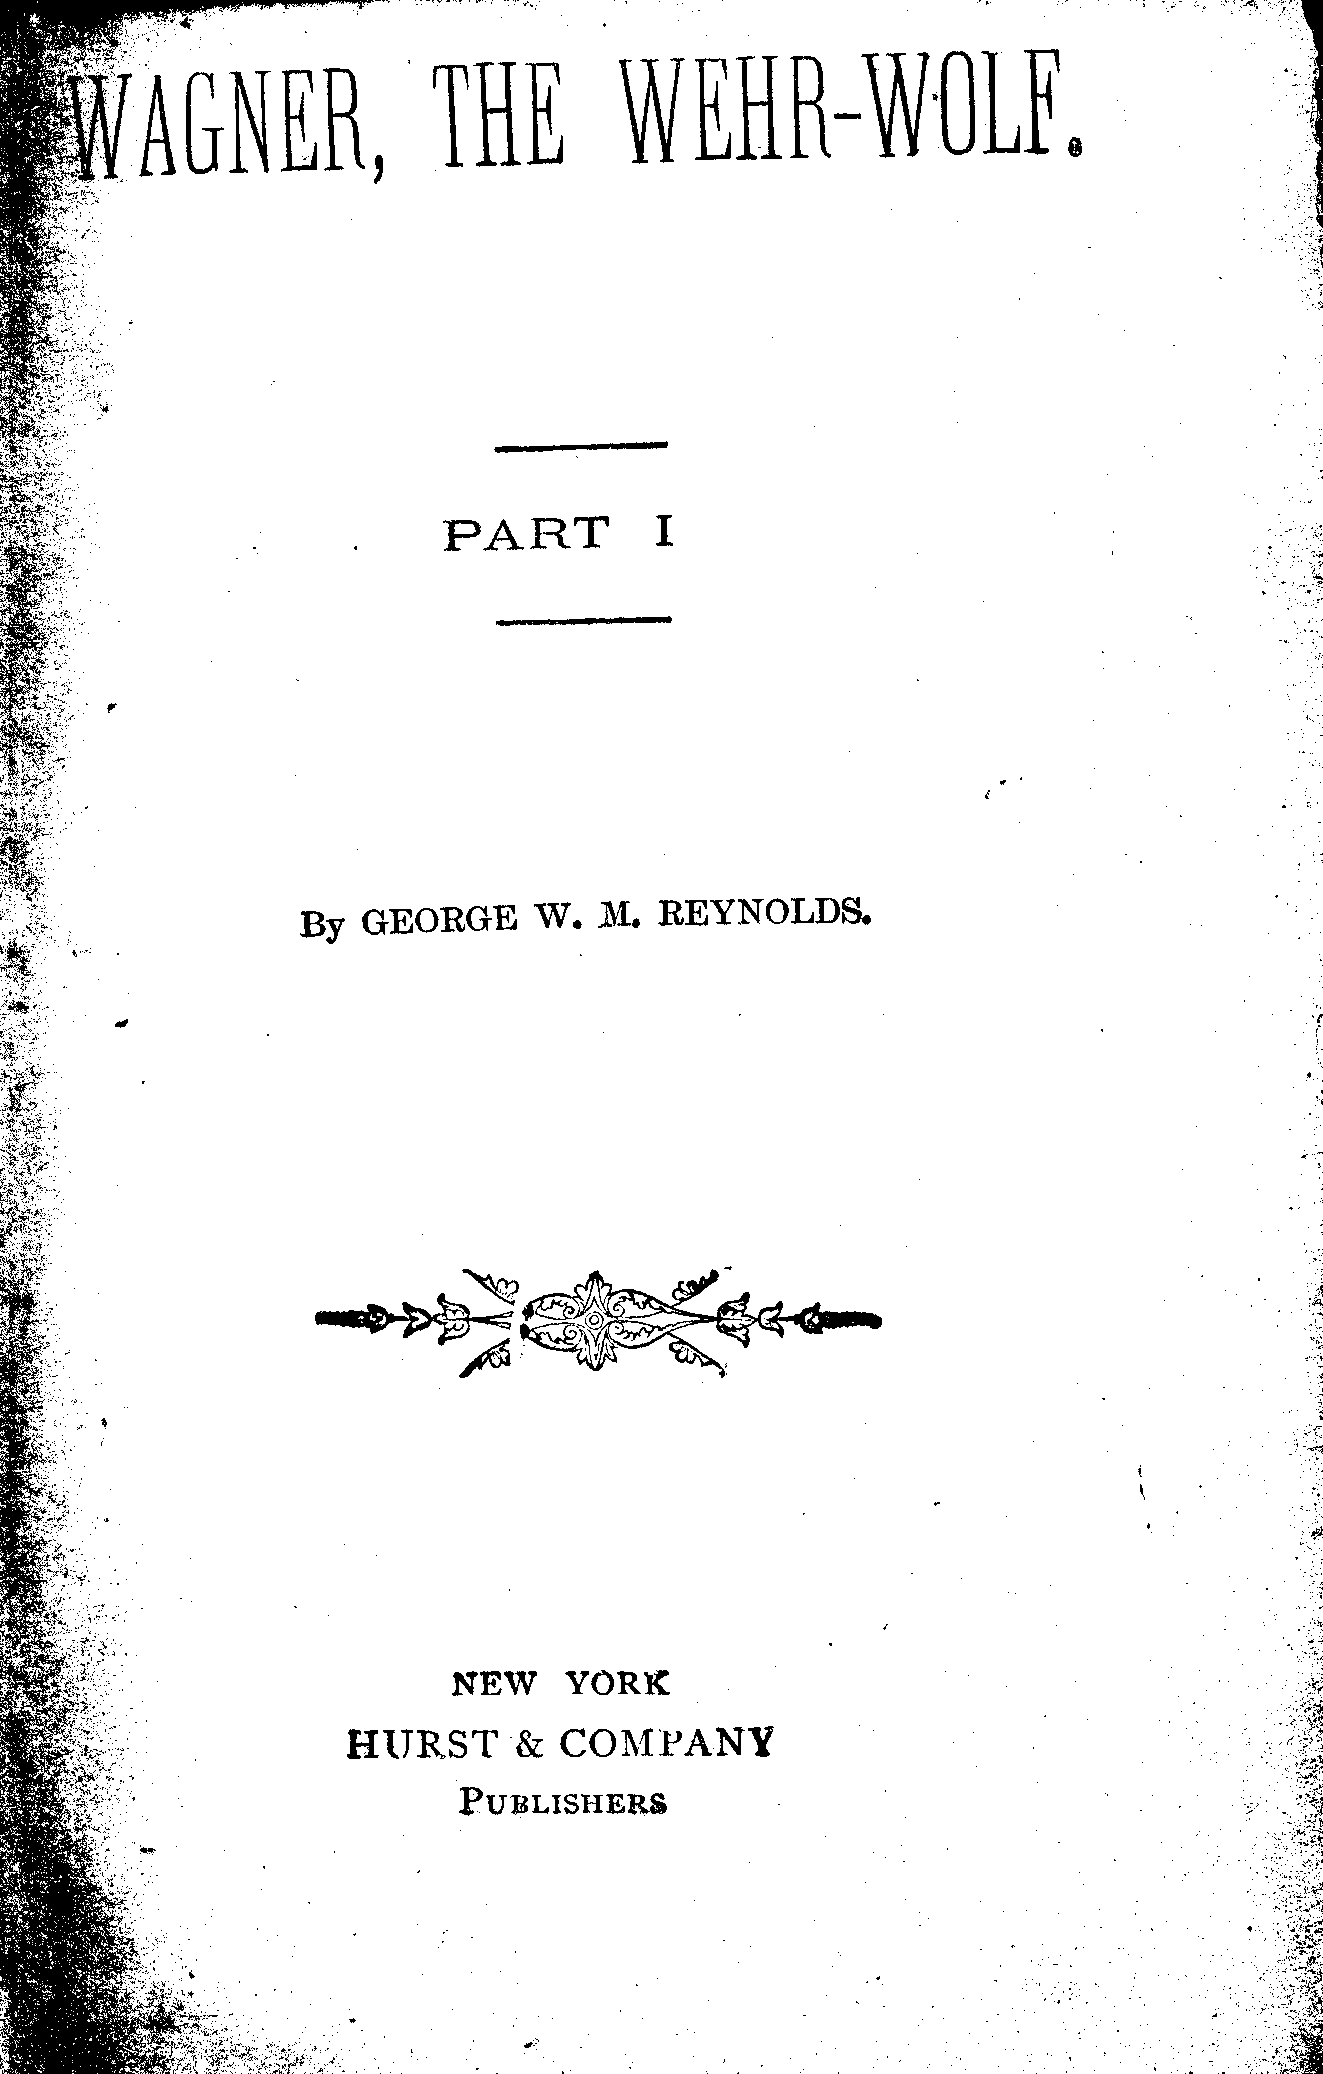 WAGNER, THE WEHR-WOLF.
PART I
By GEORGE W. M. REYNOLDS.
NEW YORK
HURST & COMPANY
PUBLISHERS